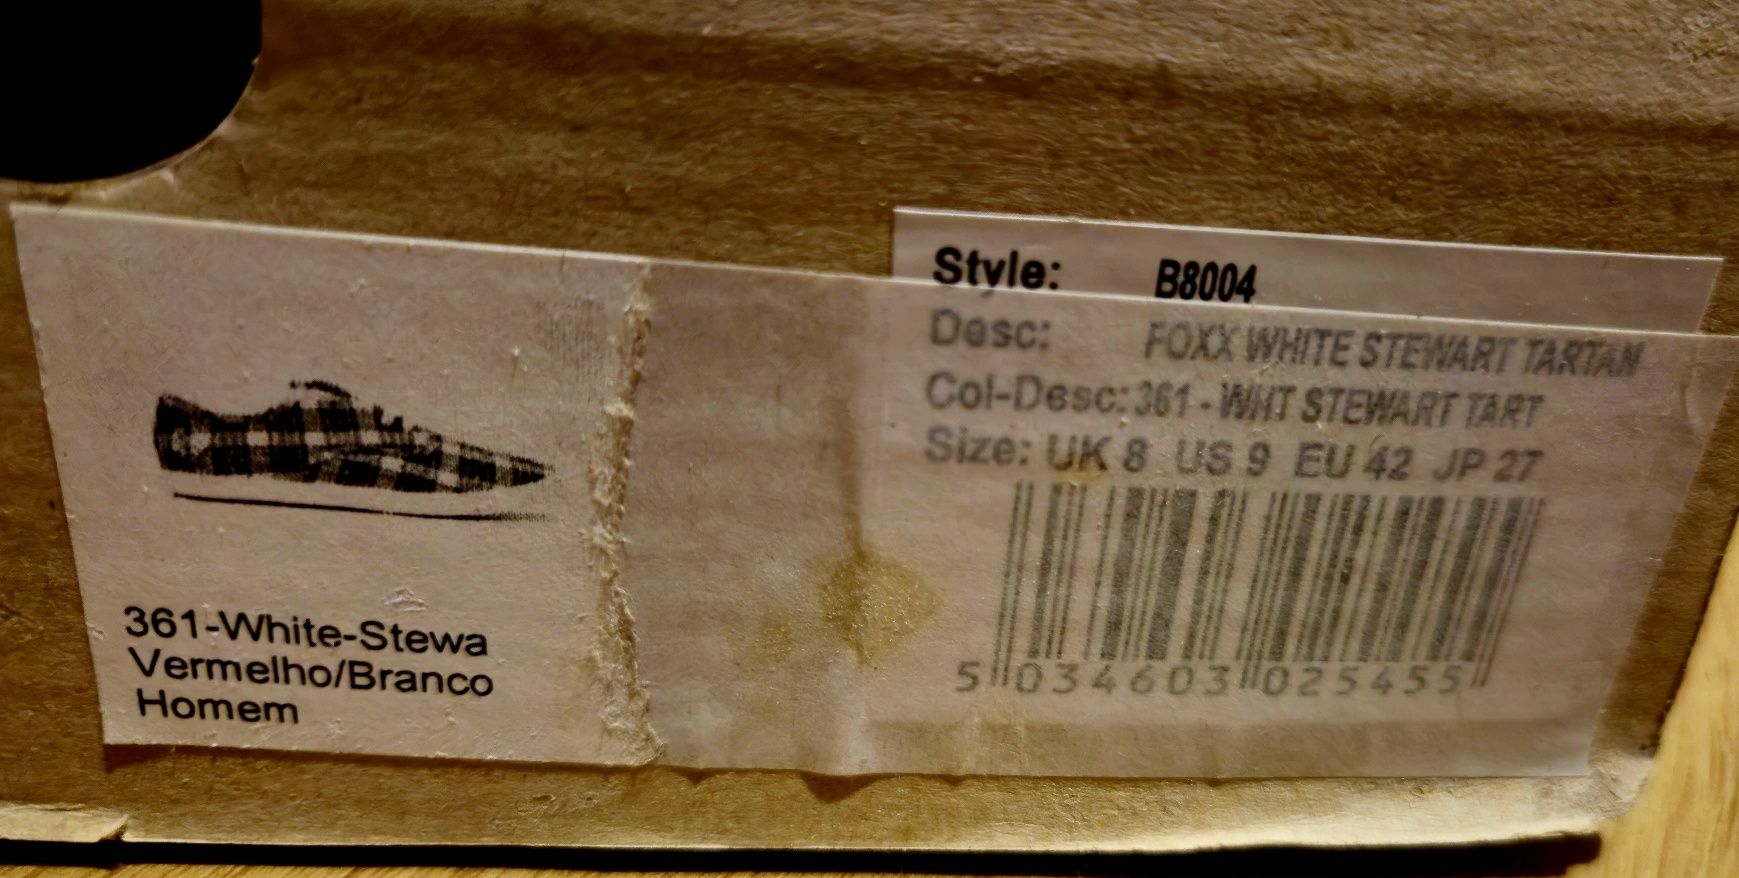 Style: B8004
Desc: FOXX WHITE STEWART TARTAN
Col-Desc: 361 - WHT STEWART TART
Size: UK 8 US 9 EU 42 JP 27
5 034603 025455
361-White-Stewa
Vermelho/Branco
Homem